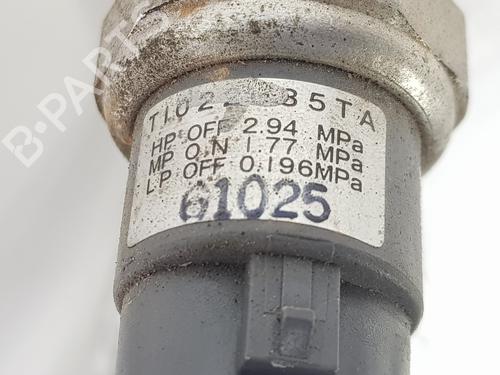 HP OFF 2.94 MPa
MP O.N 1.77 MPa
LP OFF 0.196MPa
61025
B-PARTS